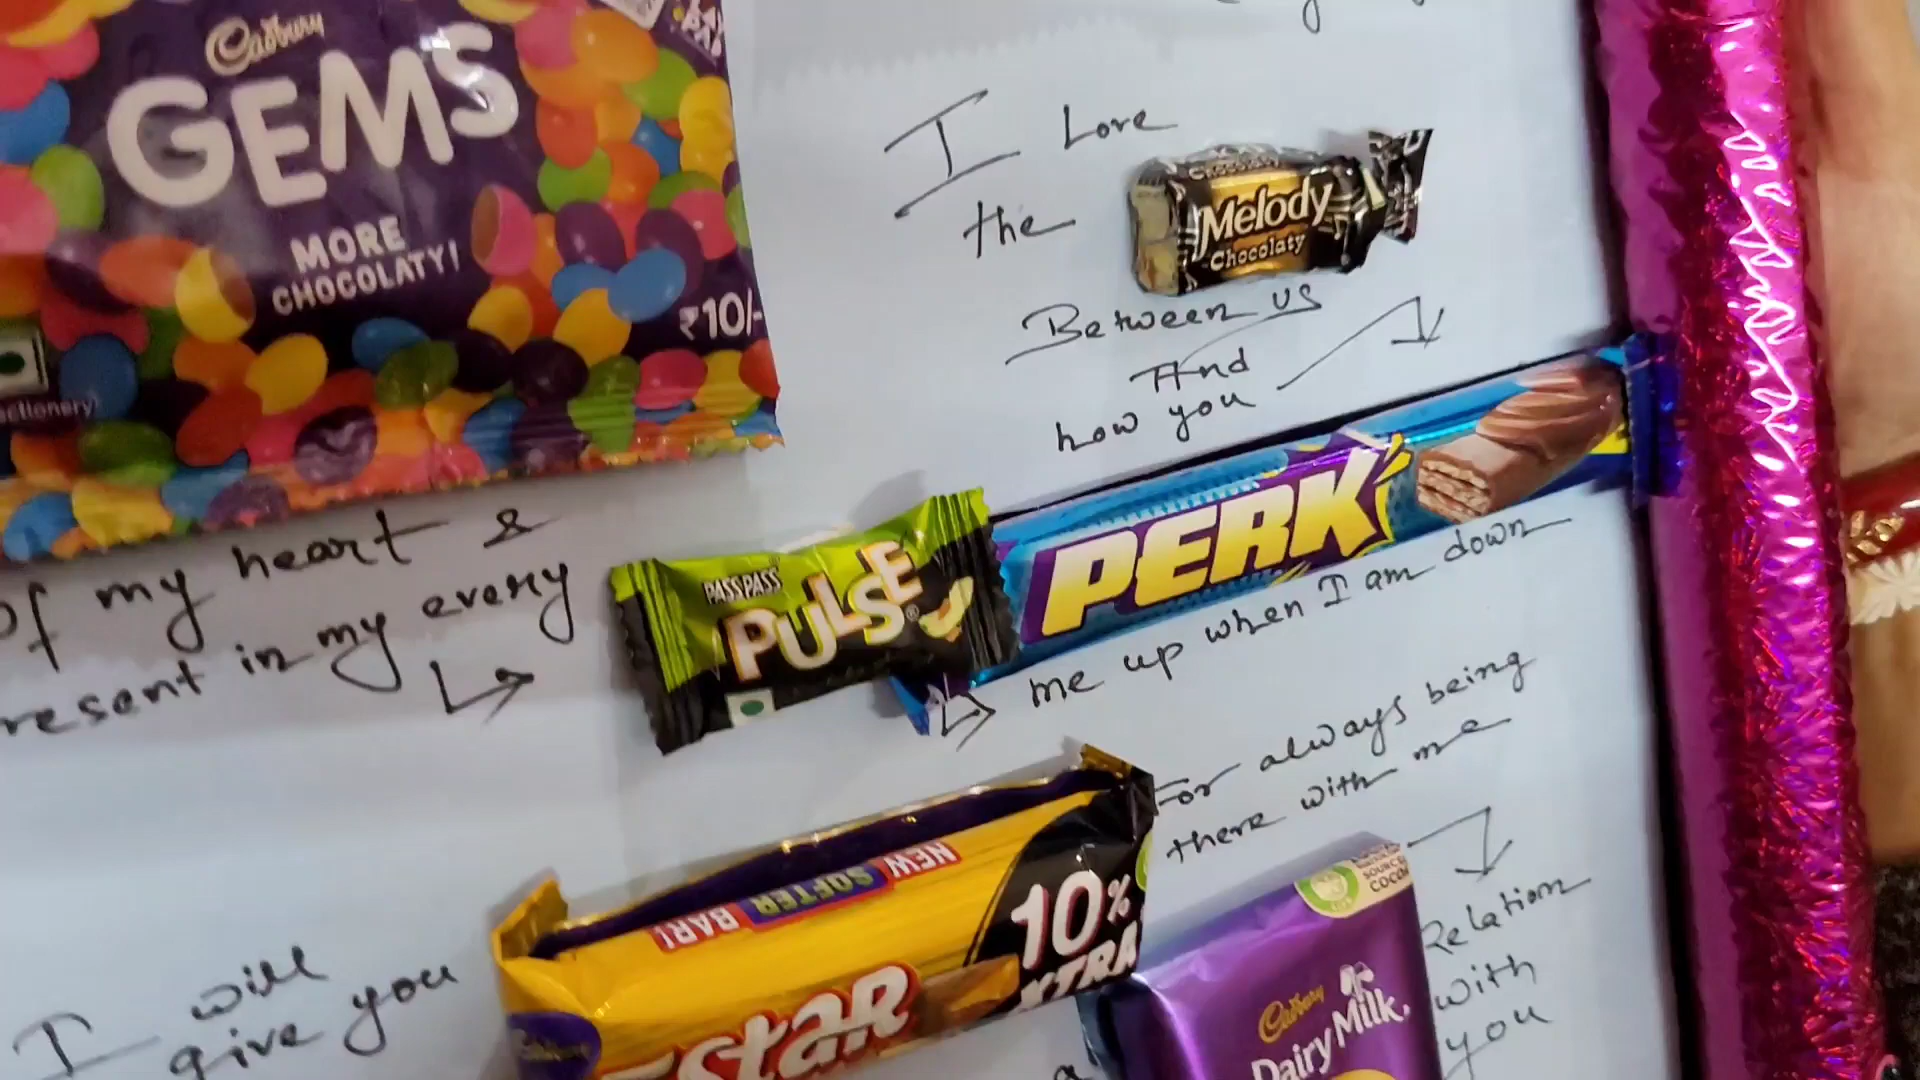 Cadbury
GEMS
MORE
CHOCOLATY!
₹10/-
I Love
the
Melody
Chocolaty
Between us
And
how you
PERK
PASS PASS
PULSE
of my heart &
resent in my every
me up when I am down
For always being
there with me
NEW SOFTER BAR!
10% XTRA
Star
Cadbury
Dairy Milk
Relation
with
you
I will
give you